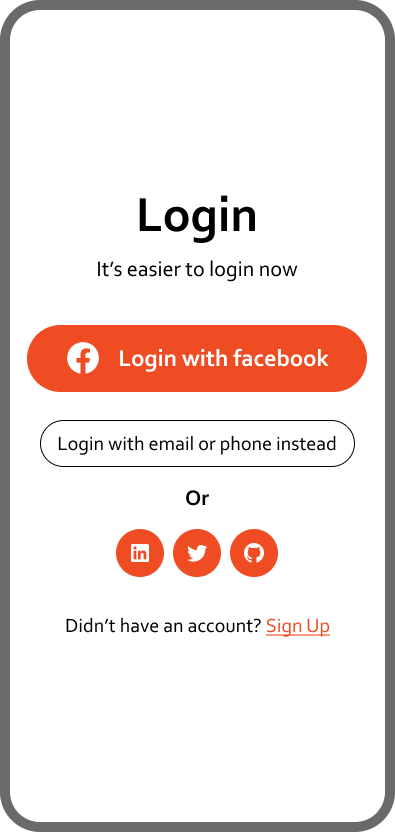 Login
It’s easier to login now
Login with facebook
Login with email or phone instead
Or
in
Didn’t have an account? Sign Up